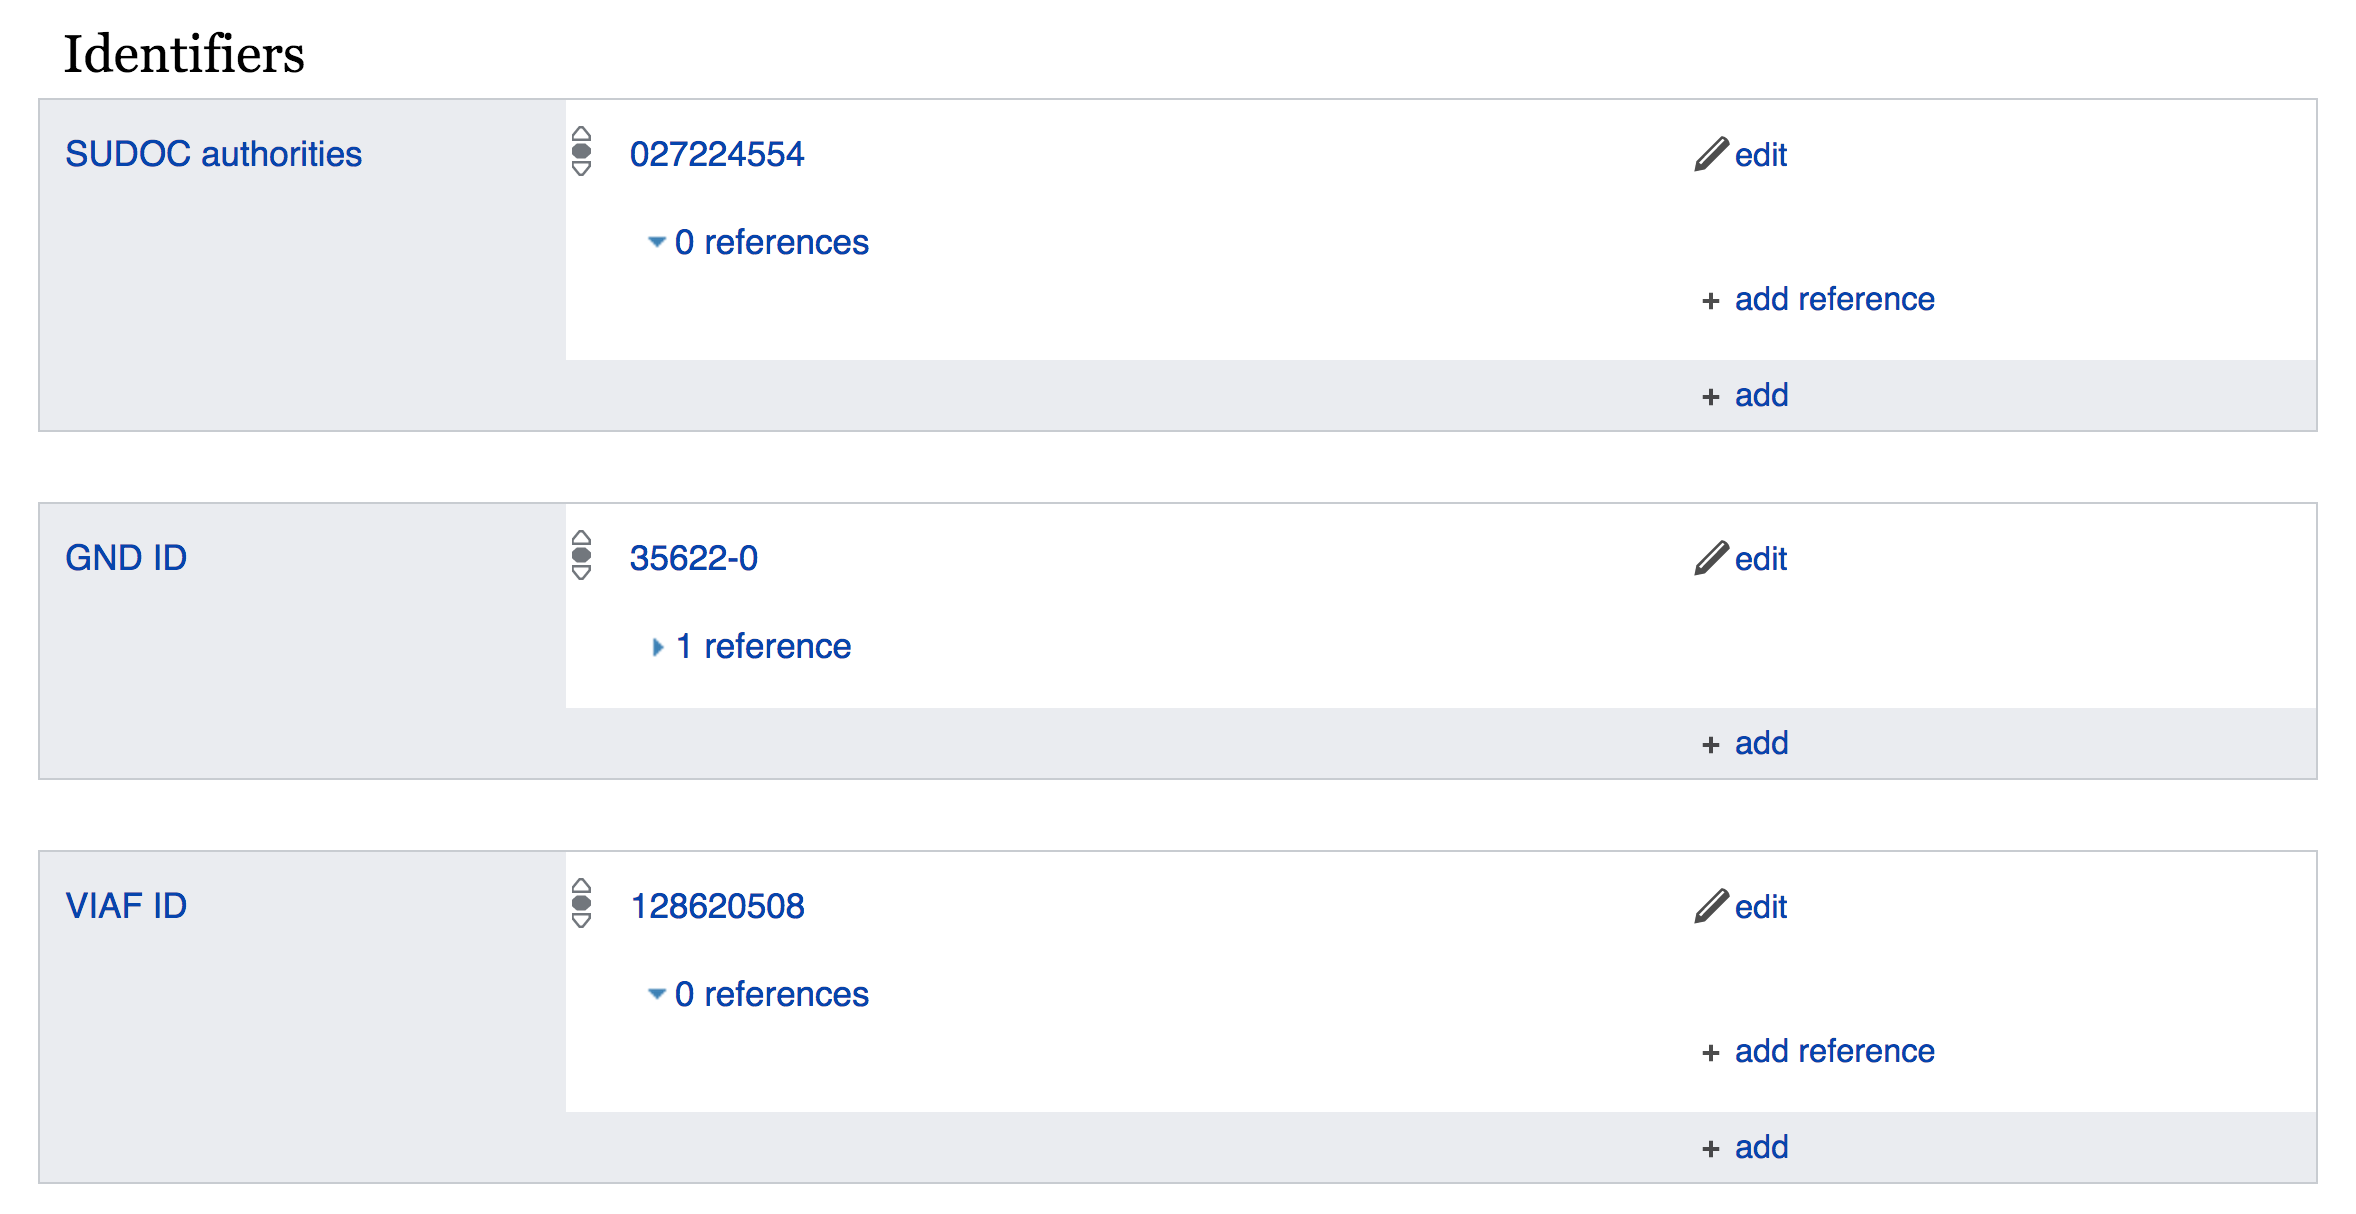 Identifiers
SUDOC authorities
027224554
edit
0 references
+ add reference
+ add
GND ID
35622-0
edit
1 reference
+ add
VIAF ID
128620508
edit
0 references
+ add reference
+ add